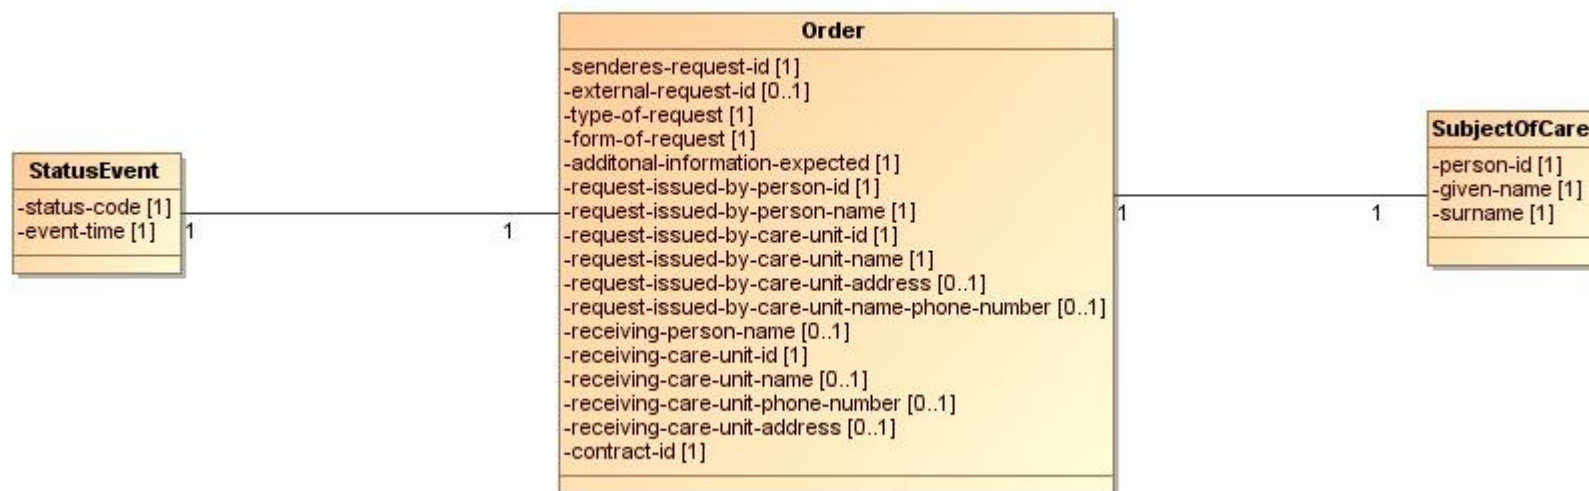 StatusEvent
-status-code [1]
-event-time [1]
1
1
Order
-senderes-request-id [1]
-external-request-id [0..1]
-type-of-request [1]
-form-of-request [1]
-additonal-information-expected [1]
-request-issued-by-person-id [1]
-request-issued-by-person-name [1]
-request-issued-by-care-unit-id [1]
-request-issued-by-care-unit-name [1]
-request-issued-by-care-unit-address [0..1]
-request-issued-by-care-unit-name-phone-number [0..1]
-receiving-person-name [0..1]
-receiving-care-unit-id [1]
-receiving-care-unit-name [0..1]
-receiving-care-unit-phone-number [0..1]
-receiving-care-unit-address [0..1]
-contract-id [1]
1
1
SubjectOfCare
-person-id [1]
-given-name [1]
-surname [1]